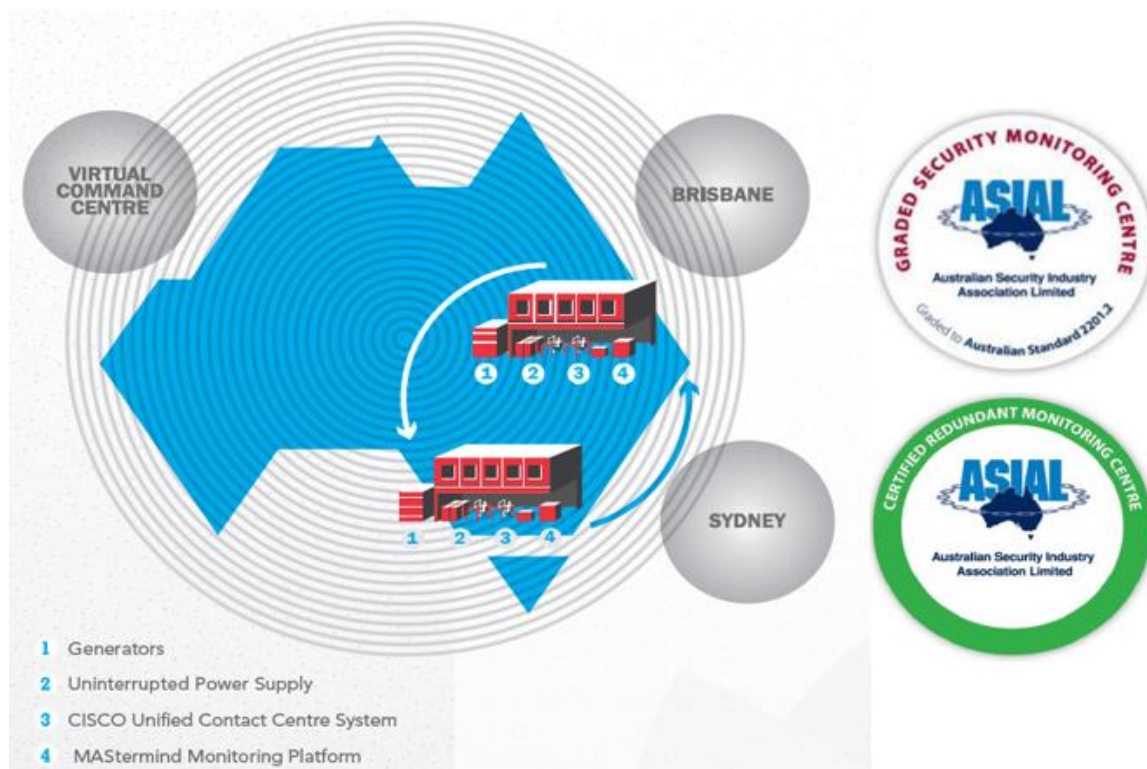 VIRTUAL
COMMAND
CENTRE
BRISBANE
1 2 3 4
1 2 3 4
SYDNEY
1 Generators
2 Uninterrupted Power Supply
3 CISCO Unified Contact Centre System
4 MAStermind Monitoring Platform
GRADED SECURITY MONITORING CENTRE
ASIAL
Australian Security Industry
Association Limited
Graded to Australian Standard 2201.2
CERTIFIED REDUNDANT MONITORING CENTRE
ASIAL
Australian Security Industry
Association Limited